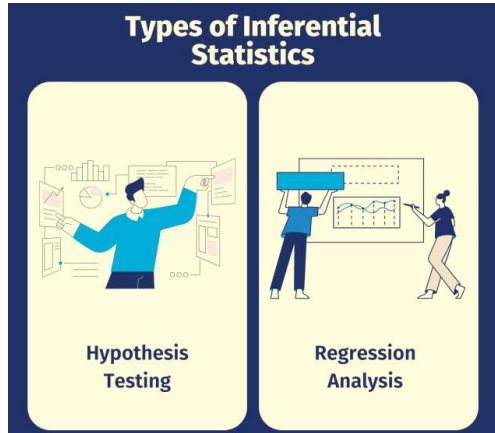 Types of Inferential
Statistics
Hypothesis
Testing
Regression
Analysis